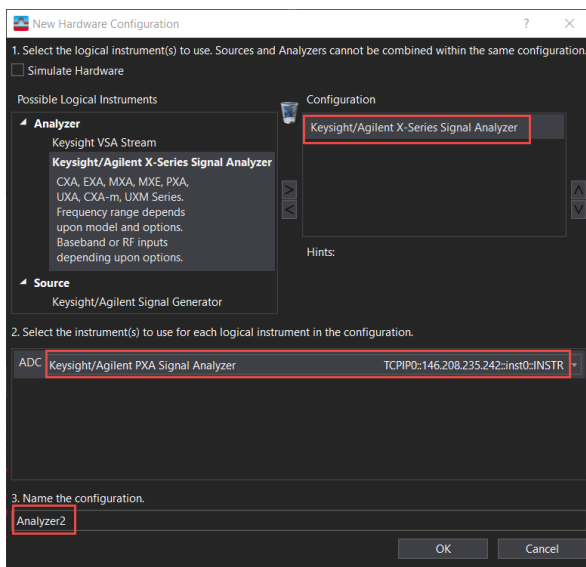 New Hardware Configuration
? ×
1. Select the logical instrument(s) to use. Sources and Analyzers cannot be combined within the same configuration.
Simulate Hardware
Possible Logical Instruments
Configuration
Analyzer
Keysight VSA Stream
Keysight/Agilent X-Series Signal Analyzer
CXA, EXA, MXA, MXE, PXA,
UXA, CXA-m, UXM Series.
Frequency range depends
upon model and options.
Baseband or RF inputs
depending upon options.
Source
Keysight/Agilent Signal Generator
>
<
Keysight/Agilent X-Series Signal Analyzer
Hints:
2. Select the instrument(s) to use for each logical instrument in the configuration.
ADC Keysight/Agilent PXA Signal Analyzer TCPIP0::146.208.235.242::inst0::INSTR
3. Name the configuration.
Analyzer2
OK Cancel